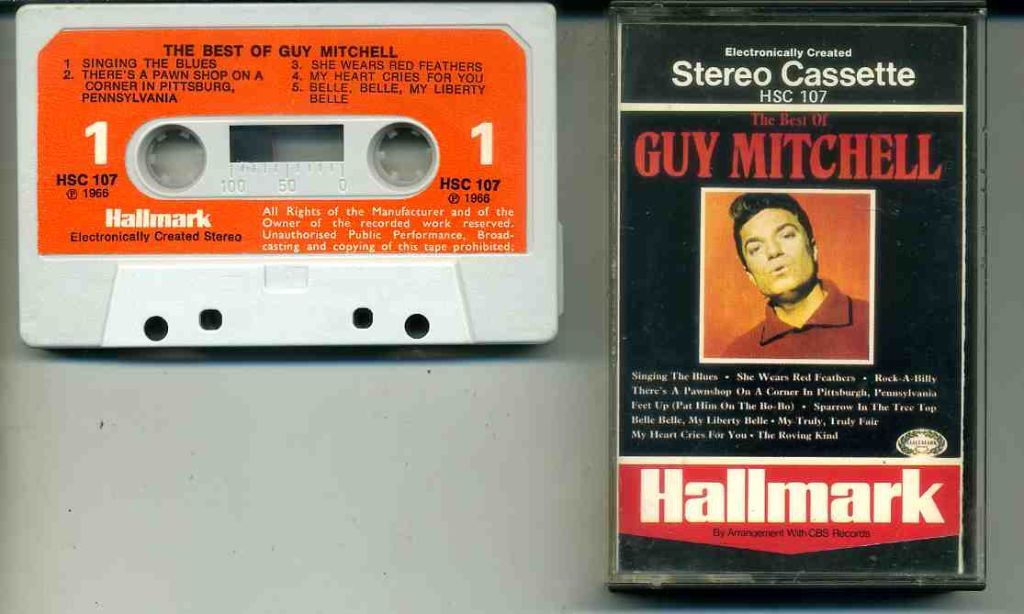 THE BEST OF GUY MITCHELL
1 SINGING THE BLUES
2. THERE'S A PAWN SHOP ON A
CORNER IN PITTSBURG,
PENNSYLVANIA
3. SHE WEARS RED FEATHERS
4. MY HEART CRIES FOR YOU
5. BELLE, BELLE, MY LIBERTY
BELLE
1
1
100 50 0
HSC 107
℗ 1966
HSC 107
℗ 1966
Hallmark
Electronically Created Stereo
All Rights of the Manufacturer and of the
Owner of the recorded work reserved.
Unauthorised Public Performance, Broad-
casting and copying of this tape prohibited.
Electronically Created
Stereo Cassette
HSC 107
The Best Of
GUY MITCHELL
Singing The Blues • She Wears Red Feathers • Rock-A-Billy
There's A Pawnshop On A Corner In Pittsburgh, Pennsylvania
Feet Up (Pat Him On The Bo-Bo) • Sparrow In The Tree Top
Belle Belle, My Liberty Belle • My Truly, Truly Fair
My Heart Cries For You • The Roving Kind
HALLMARK
Hallmark
By Arrangement With CBS Records